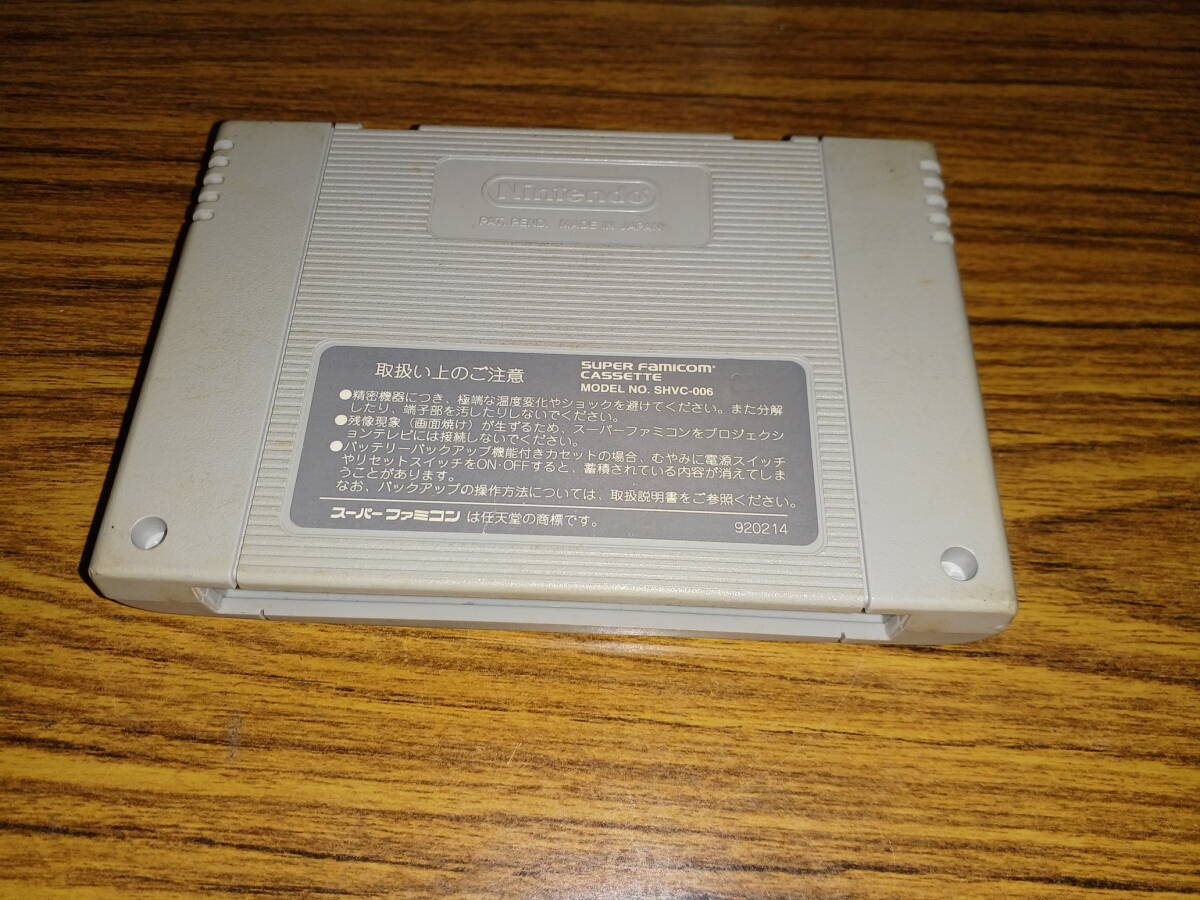 Nintendo
PAT. PEND. MADE IN JAPAN
取扱い上のご注意
SUPER FAMICOM
CASSETTE
MODEL NO. SHVC-006
●精密機器につき、極端な温度変化やショックを避けてください。また分解
したり、端子部を汚したりしないでください。
●残像現象(画面焼け)が生ずるため、スーパーファミコンをプロジェクシ
ョンテレビには接続しないでください。
●バッテリーバックアップ機能付きカセットの場合、むやみに電源スイッチ
やリセットスイッチをON・OFFすると、蓄積されている内容が消えてしま
うことがあります。
なお、バックアップの操作方法については、取扱説明書をご参照ください。
スーパーファミコン は任天堂の商標です。
920214